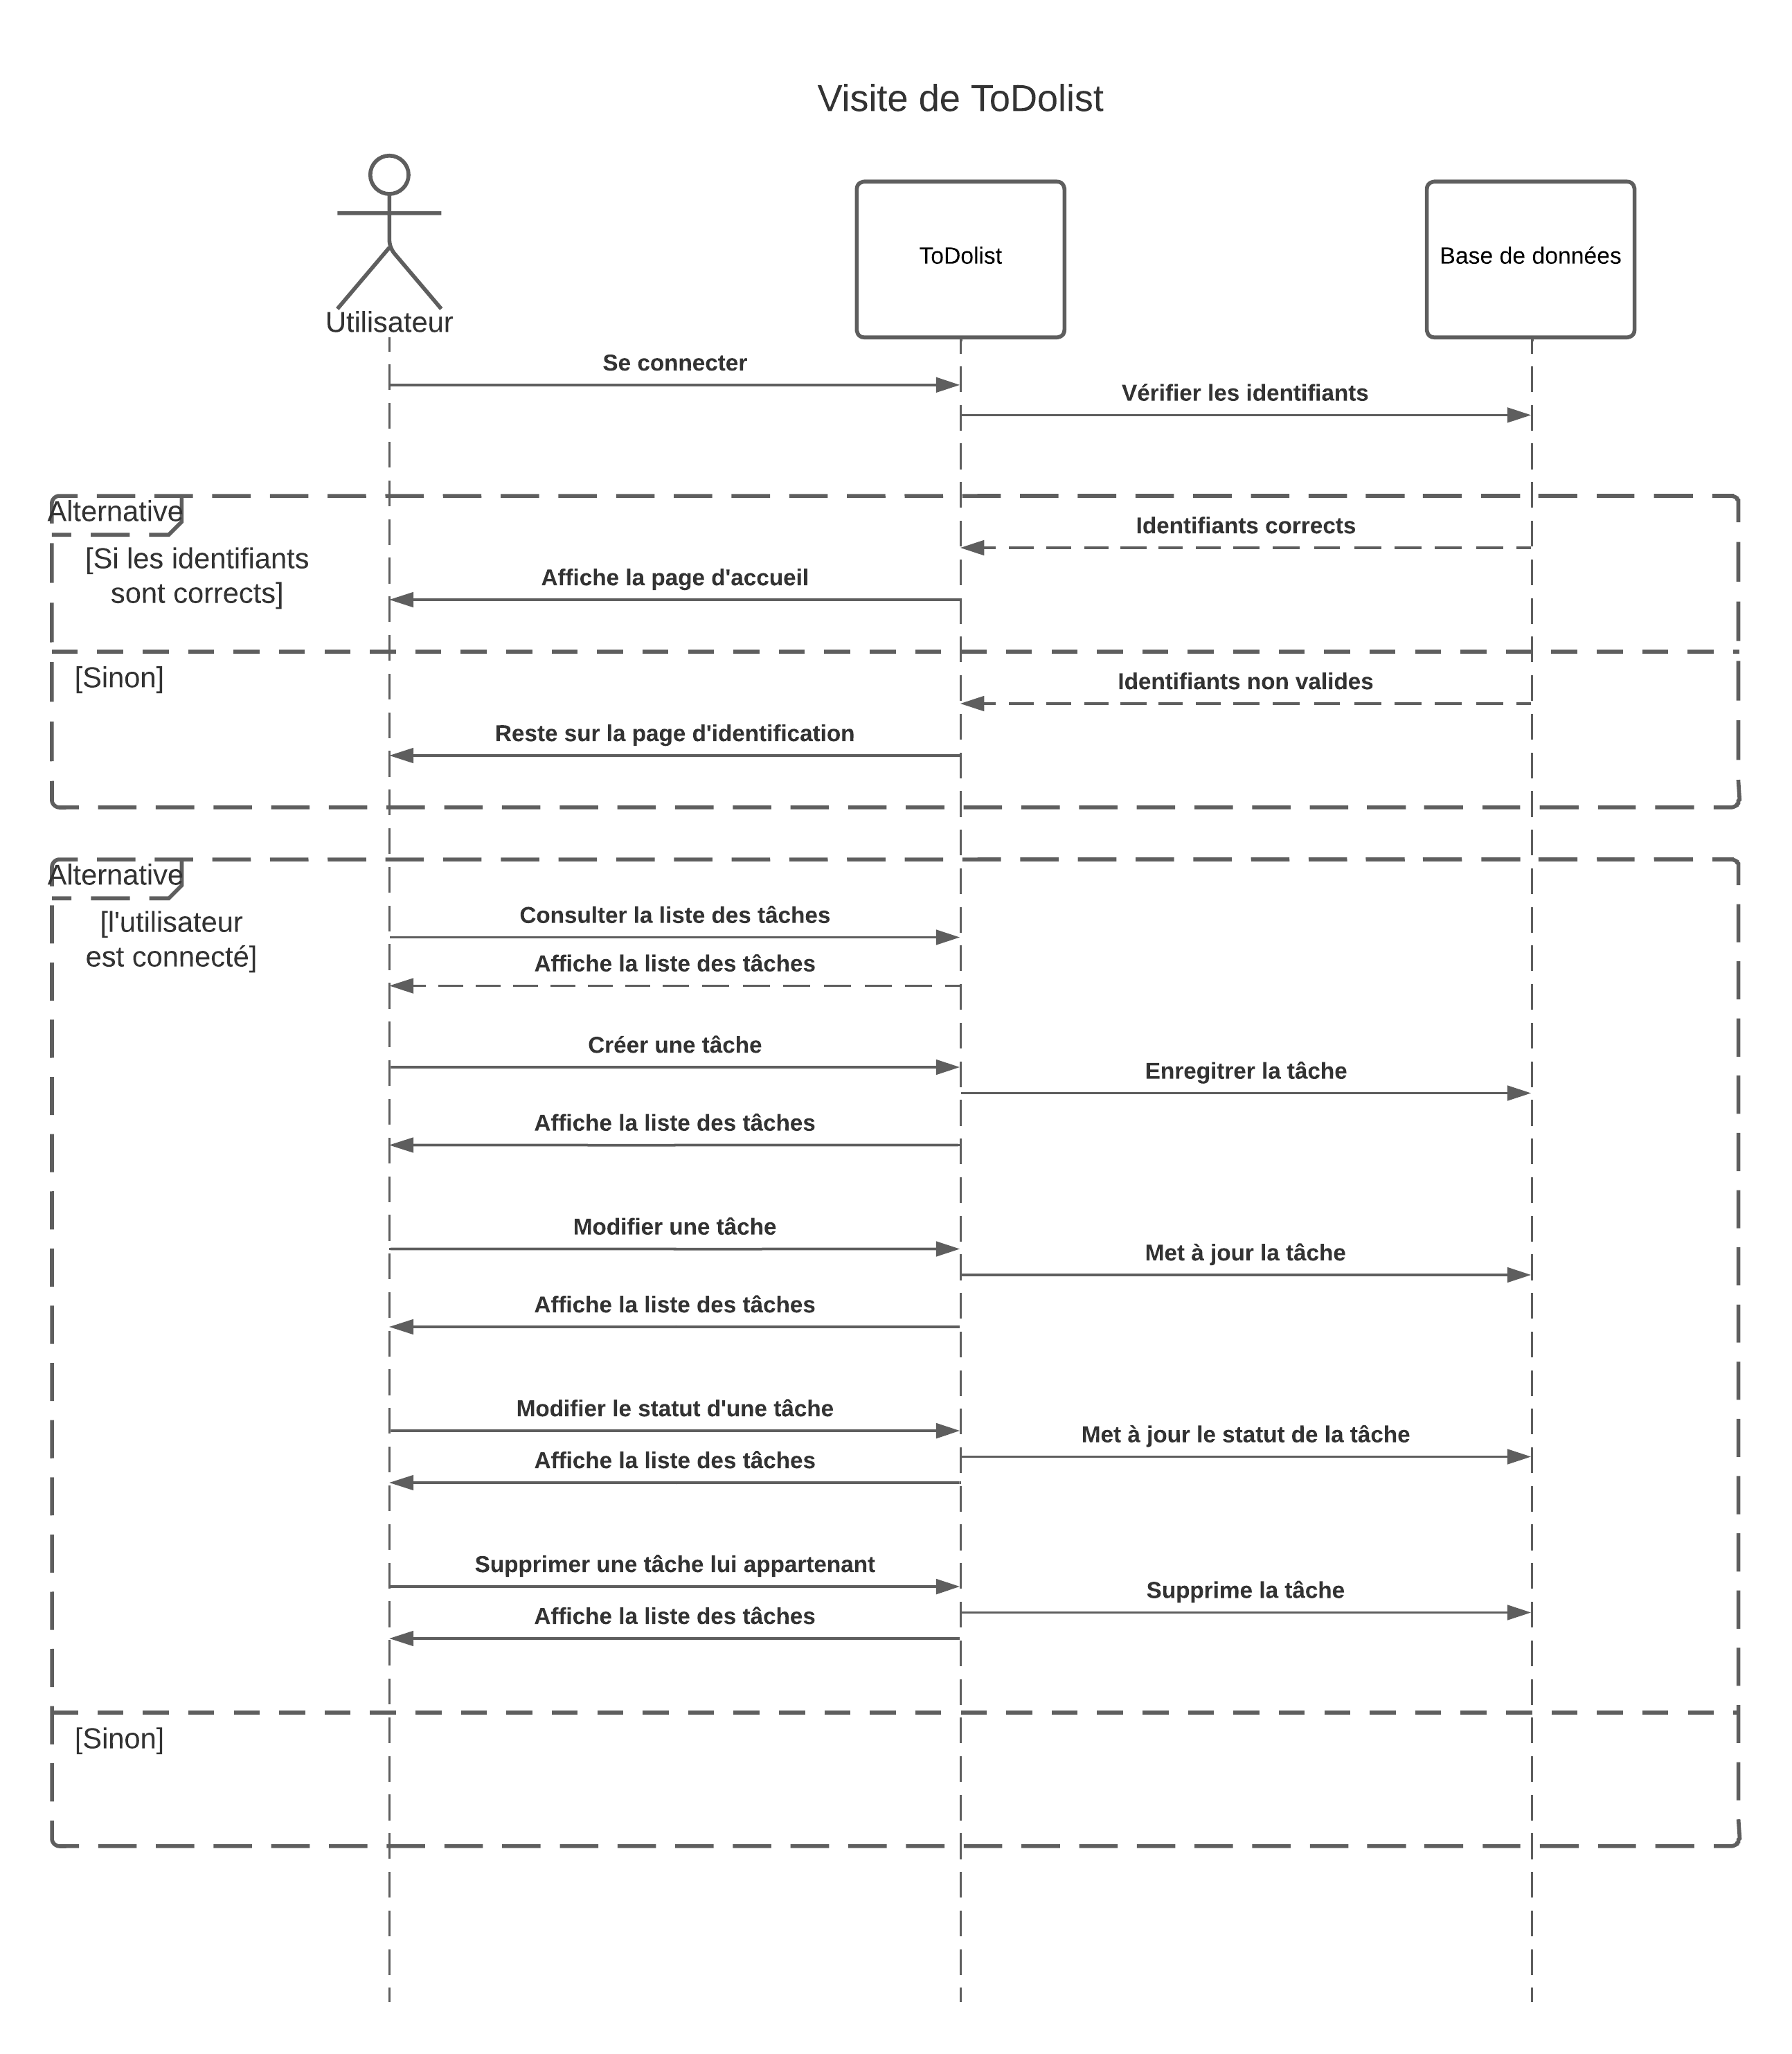 Visite de ToDolist
Utilisateur
ToDolist
Base de données
Se connecter
Vérifier les identifiants
Alternative
[Si les identifiants
sont corrects]
Identifiants corrects
Affiche la page d'accueil
[Sinon]
Identifiants non valides
Reste sur la page d'identification
Alternative
[l'utilisateur
est connecté]
Consulter la liste des tâches
Affiche la liste des tâches
Créer une tâche
Enregitrer la tâche
Affiche la liste des tâches
Modifier une tâche
Met à jour la tâche
Affiche la liste des tâches
Modifier le statut d'une tâche
Met à jour le statut de la tâche
Affiche la liste des tâches
Supprimer une tâche lui appartenant
Supprime la tâche
Affiche la liste des tâches
[Sinon]